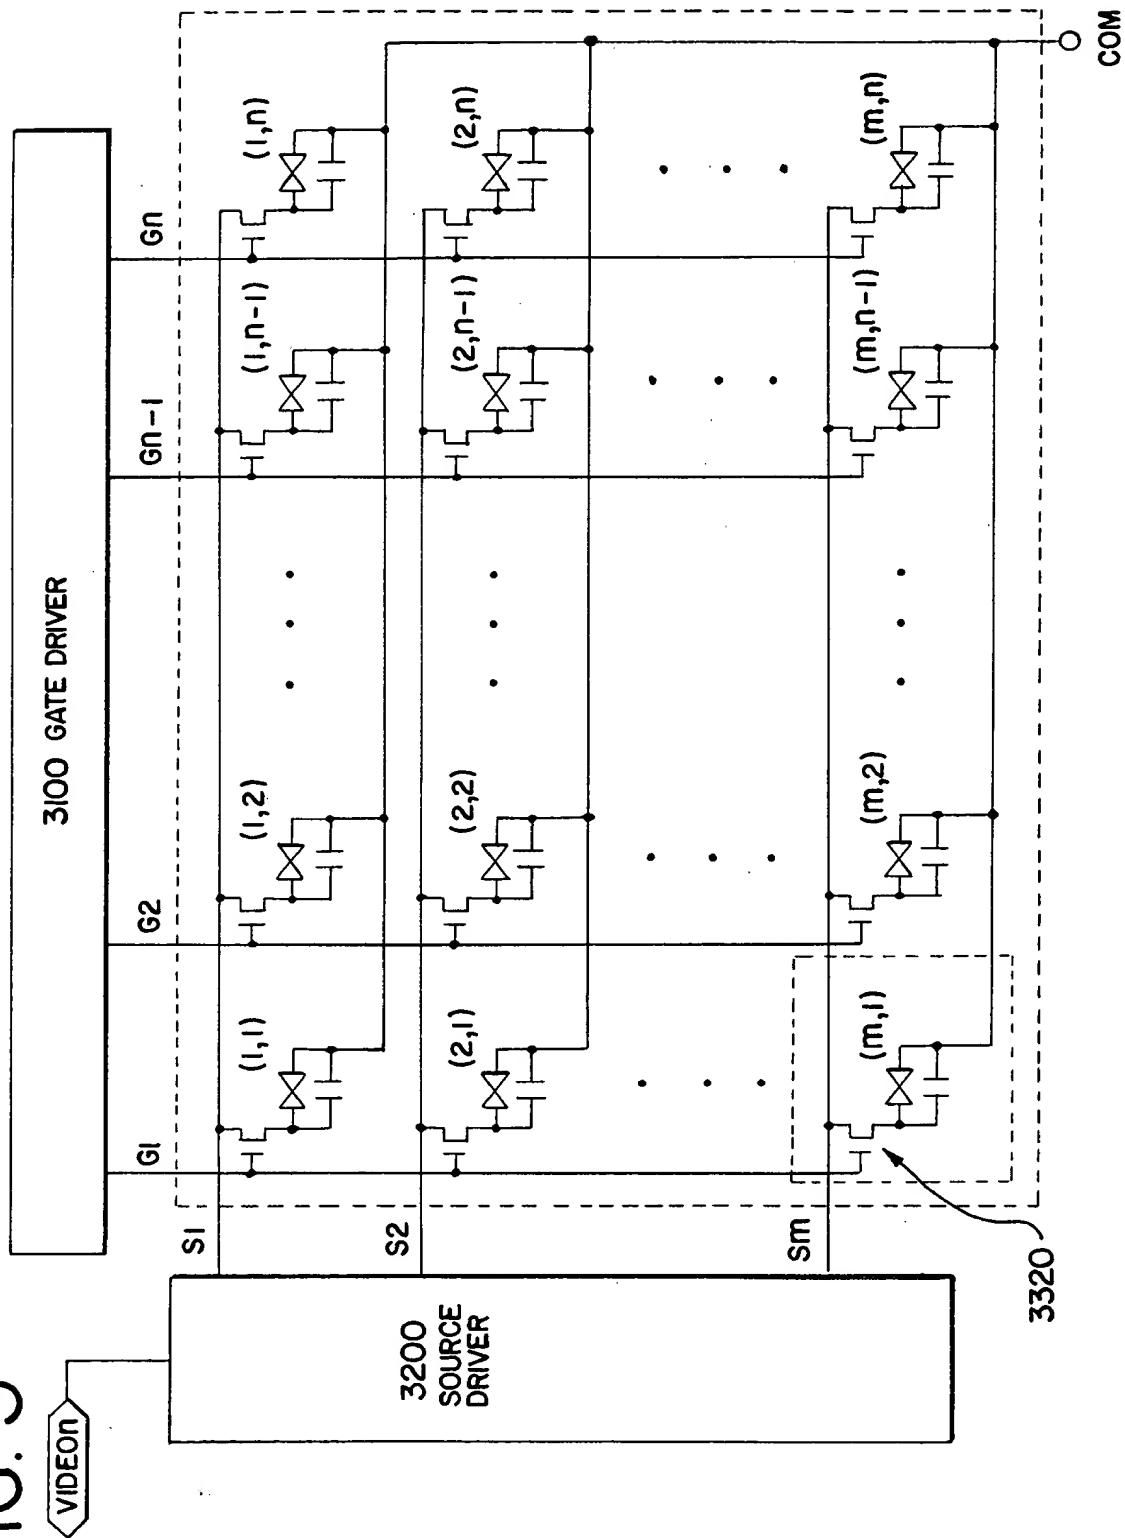 3100 GATE DRIVER
G1
G2
Gn-1
Gn
(1,1)
(1,2)
(1,n-1)
(1,n)
S1
(2,1)
(2,2)
(2,n-1)
(2,n)
S2
(m,1)
(m,2)
(m,n-1)
(m,n)
Sm
COM
3320
3200
SOURCE
DRIVER
VIDEOn